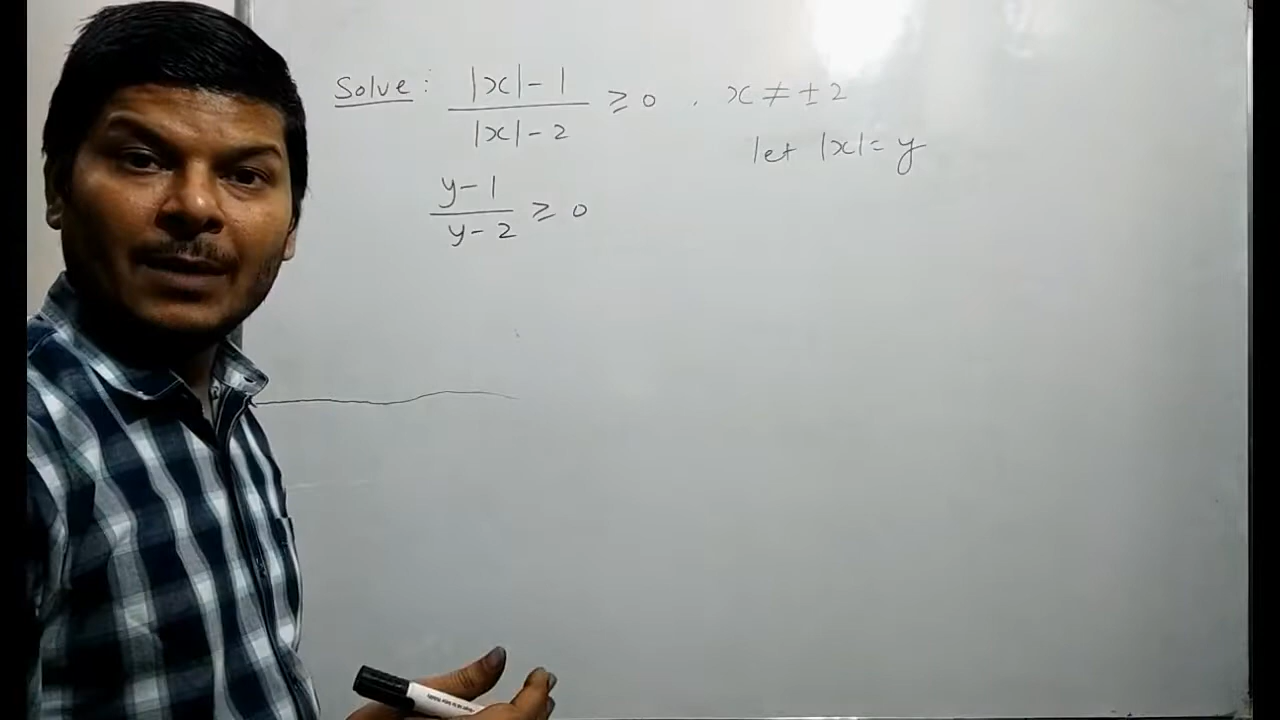 Solve: |x|-1 / |x|-2 ≥ 0 . x ≠ ±2
let |x| = y
y-1 / y-2 ≥ 0